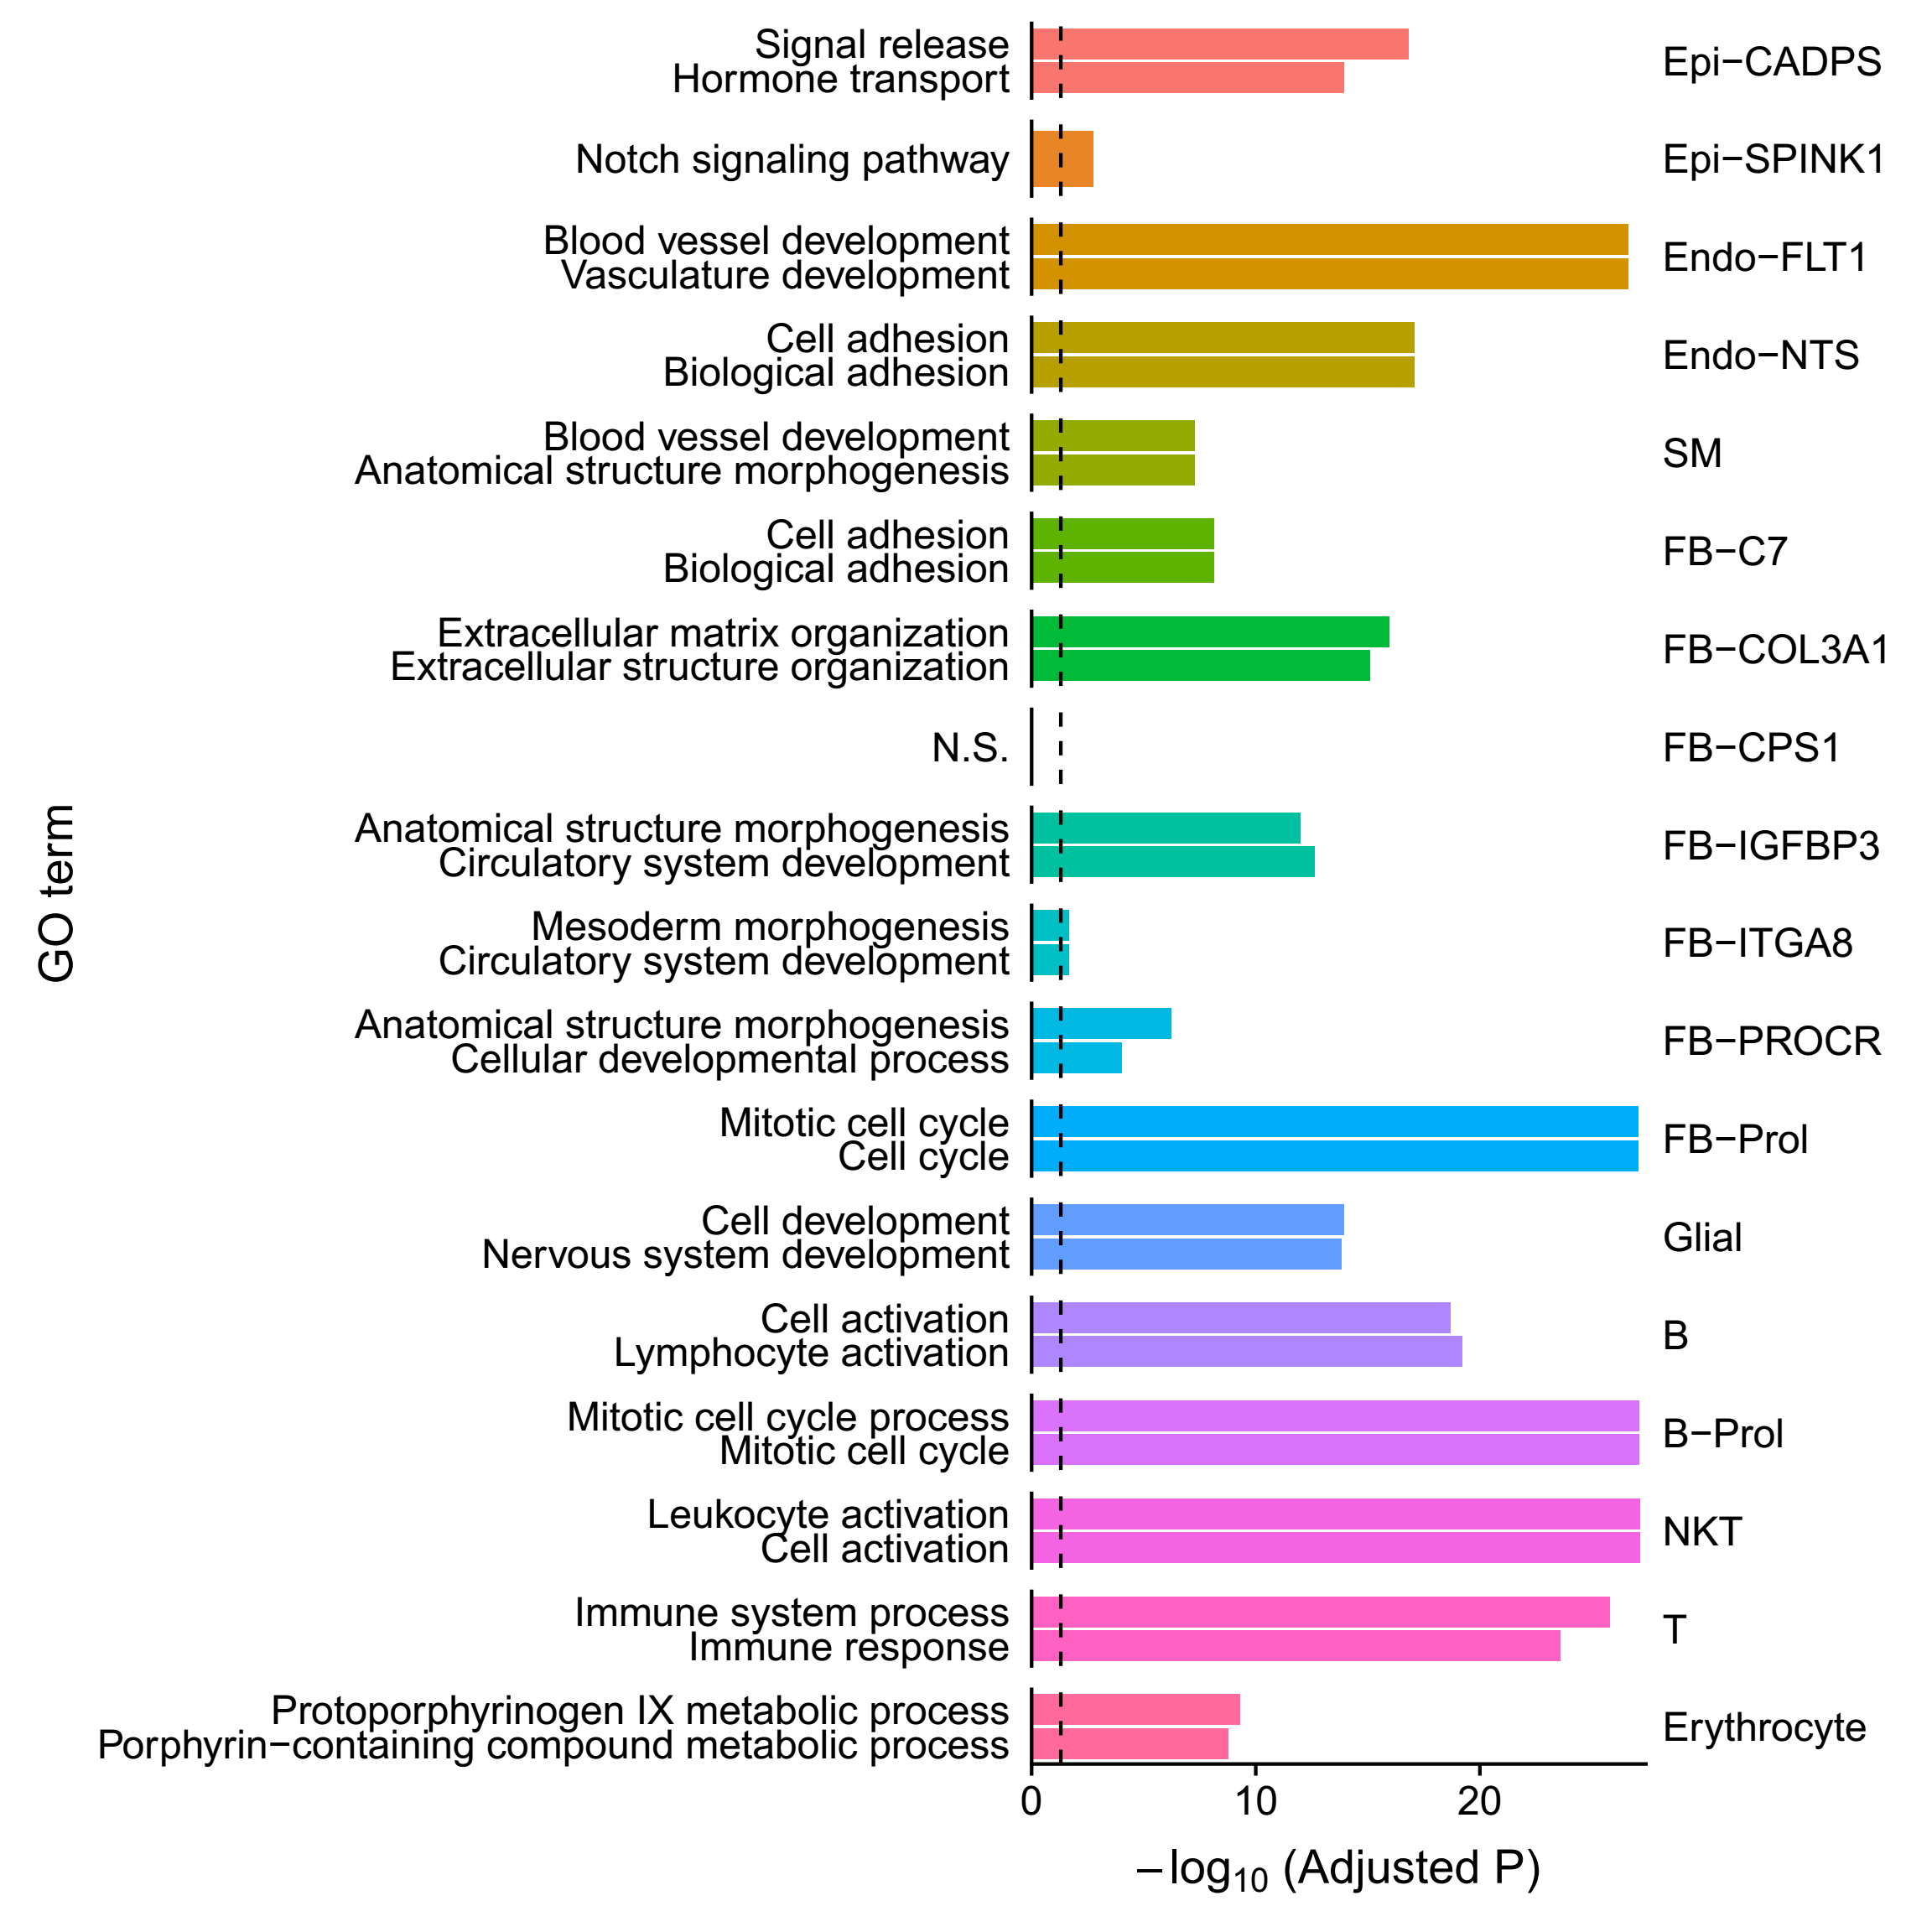 Signal release
Hormone transport
Epi−CADPS
Notch signaling pathway
Epi−SPINK1
Blood vessel development
Vasculature development
Endo−FLT1
Cell adhesion
Biological adhesion
Endo−NTS
Blood vessel development
Anatomical structure morphogenesis
SM
Cell adhesion
Biological adhesion
FB−C7
Extracellular matrix organization
Extracellular structure organization
FB−COL3A1
N.S.
FB−CPS1
Anatomical structure morphogenesis
Circulatory system development
FB−IGFBP3
Mesoderm morphogenesis
Circulatory system development
FB−ITGA8
Anatomical structure morphogenesis
Cellular developmental process
FB−PROCR
Mitotic cell cycle
Cell cycle
FB−Prol
Cell development
Nervous system development
Glial
Cell activation
Lymphocyte activation
B
Mitotic cell cycle process
Mitotic cell cycle
B−Prol
Leukocyte activation
Cell activation
NKT
Immune system process
Immune response
T
Protoporphyrinogen IX metabolic process
Porphyrin−containing compound metabolic process
Erythrocyte
GO term
0 10 20
−log₁₀ (Adjusted P)